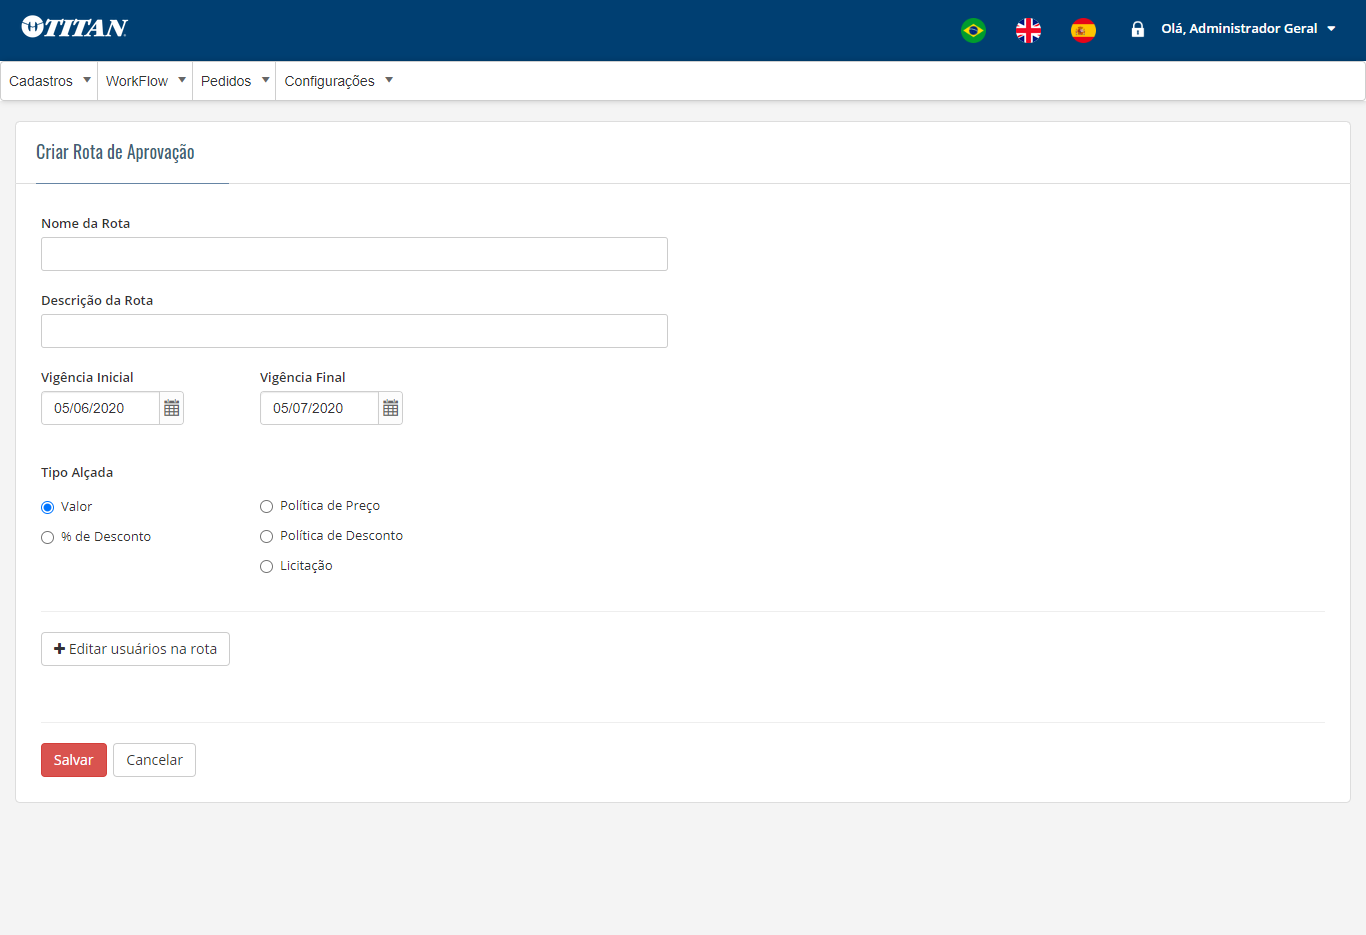 TITAN
Olá, Administrador Geral
Cadastros WorkFlow Pedidos Configurações
Criar Rota de Aprovação
Nome da Rota
Descrição da Rota
Vigência Inicial Vigência Final
05/06/2020 05/07/2020
Tipo Alçada
Valor Política de Preço
% de Desconto Política de Desconto
Licitação
Editar usuários na rota
Salvar Cancelar